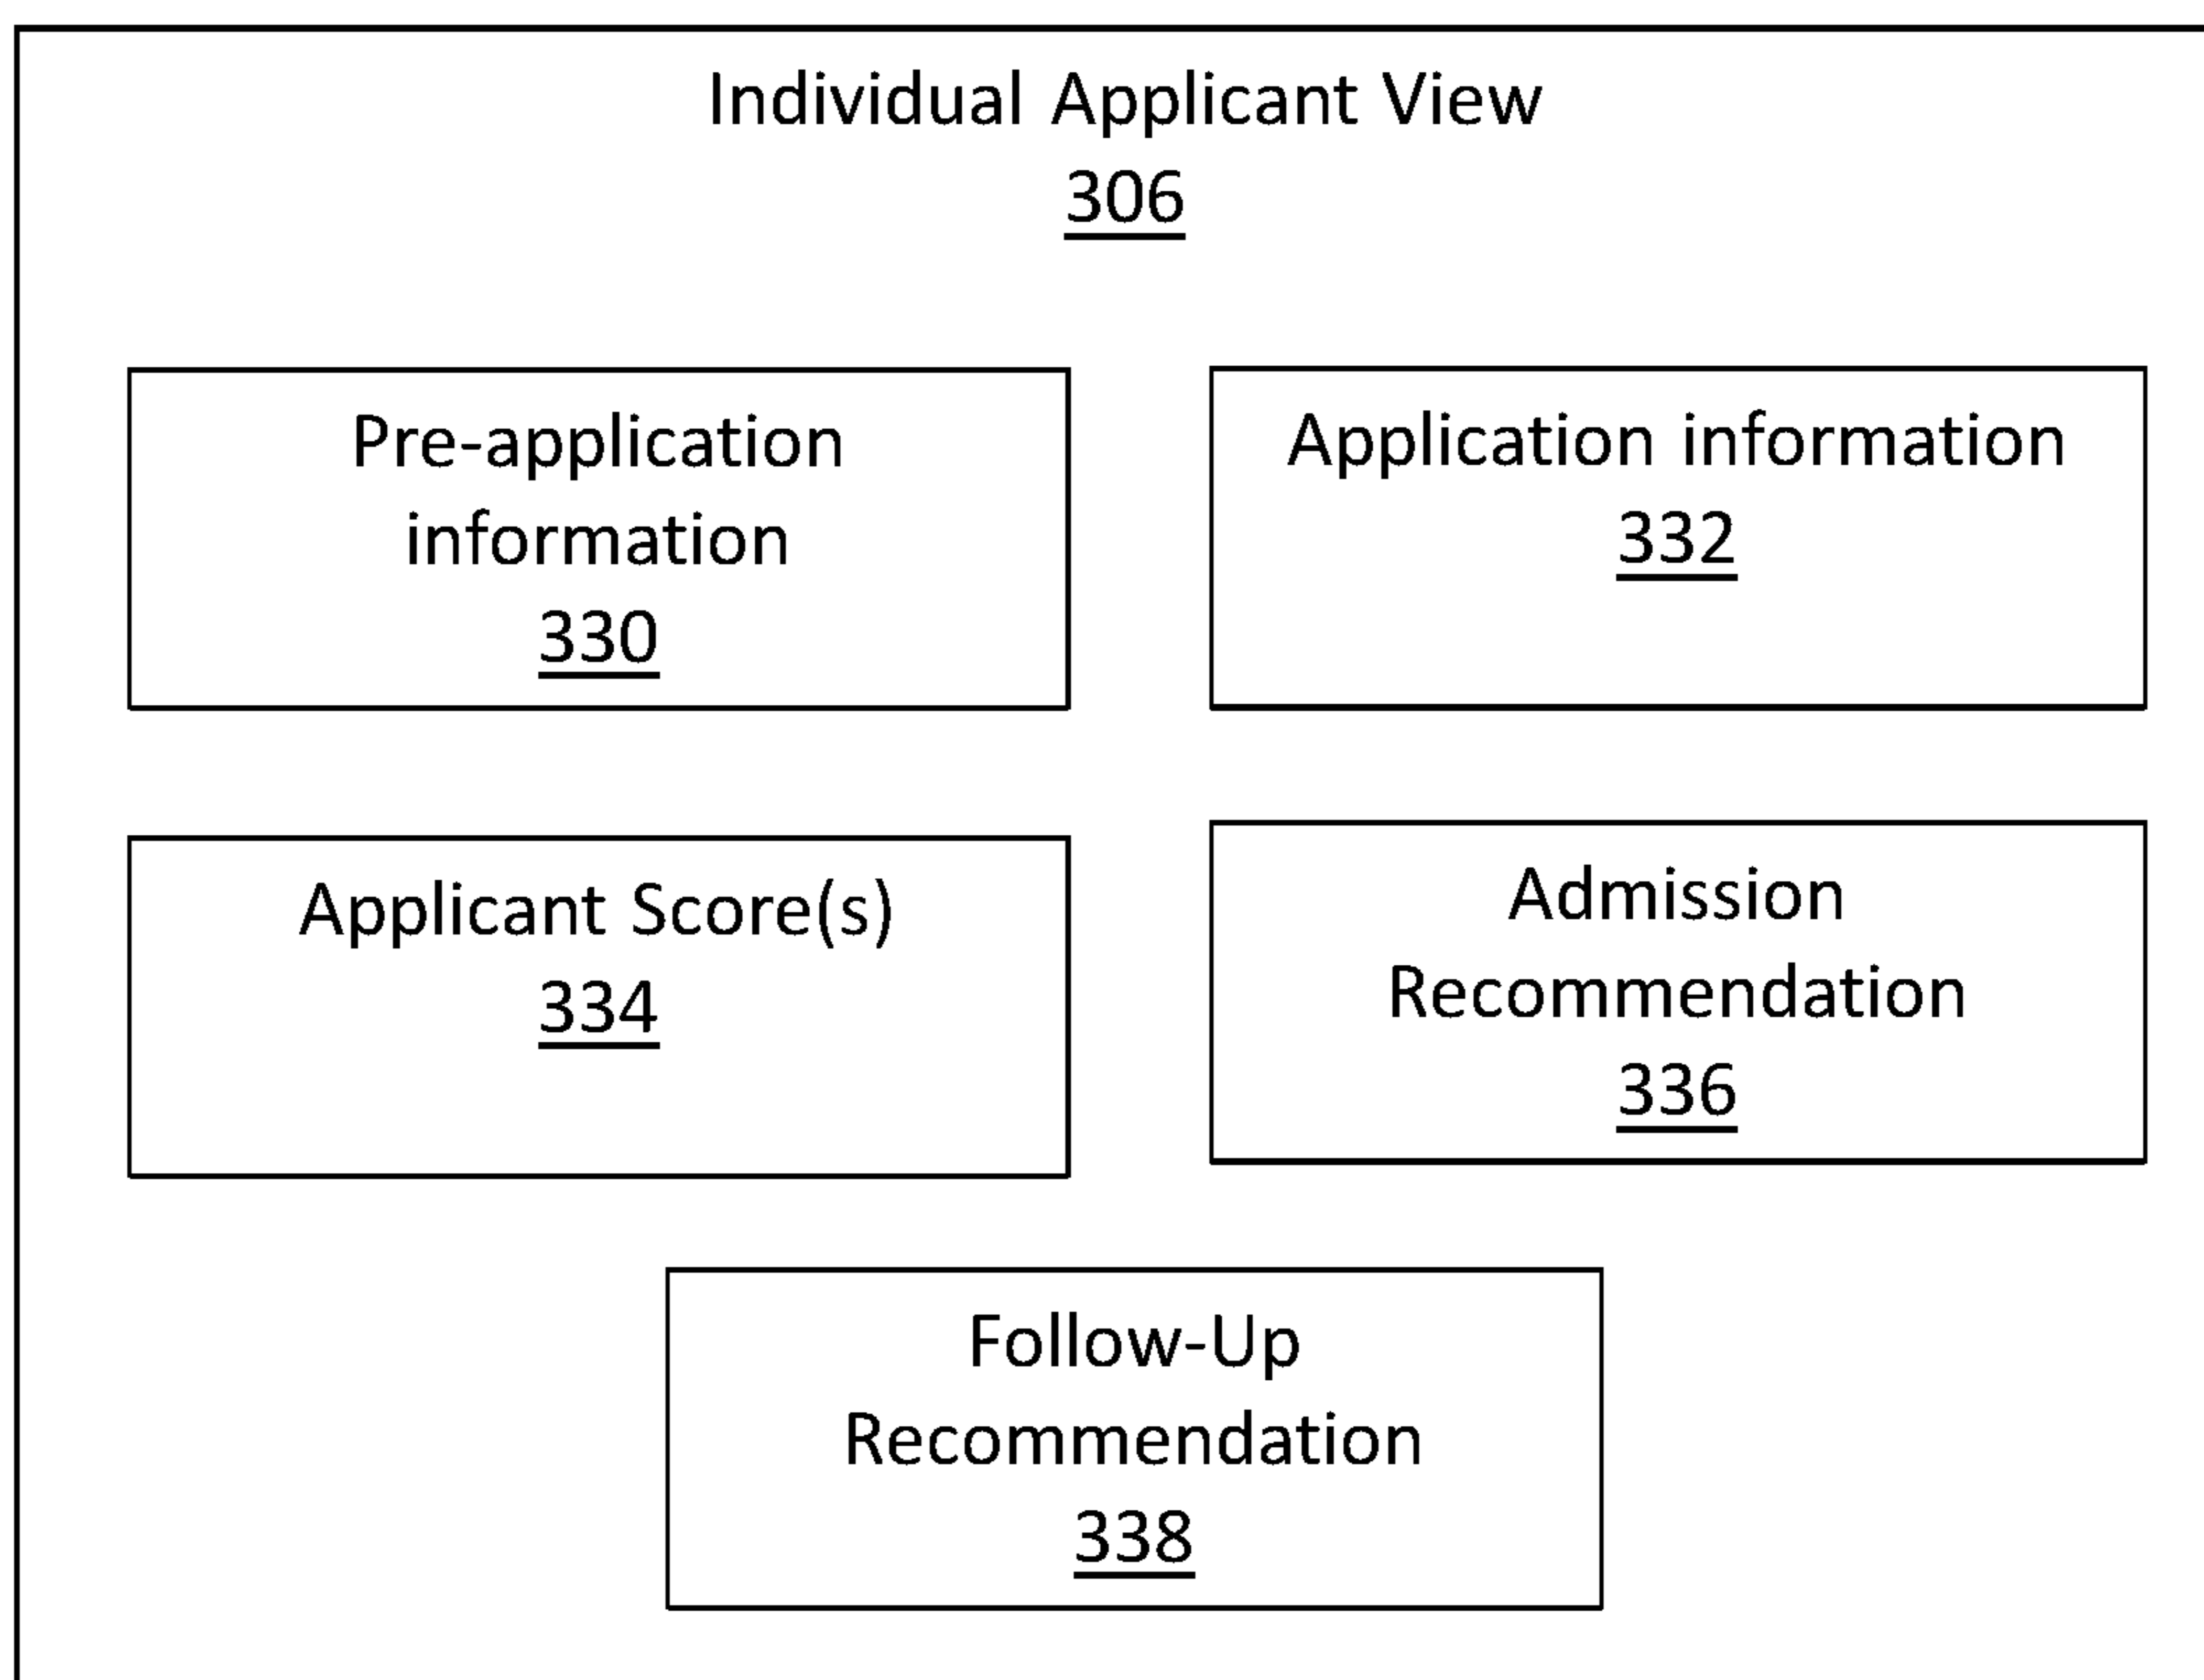 Individual Applicant View
306
Pre-application
information
330
Application information
332
Applicant Score(s)
334
Admission
Recommendation
336
Follow-Up
Recommendation
338